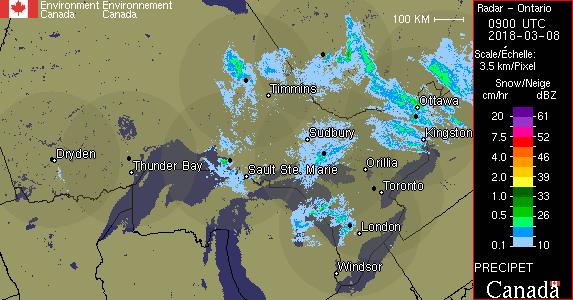 Environment Environnement
Canada Canada
100 KM
Timmins
Ottawa
Sudbury
Kingston
Dryden
Thunder Bay
Sault Ste. Marie
Orillia
Toronto
London
Windsor
Radar - Ontario
0900 UTC
2018-03-08
Scale/Échelle:
3.5 km/Pixel
Snow/Neige
cm/hr dBZ
20 61
7.5 52
4.0 46
2.0 39
1.0 33
0.5 26
0.1 10
PRECIPET
Canada